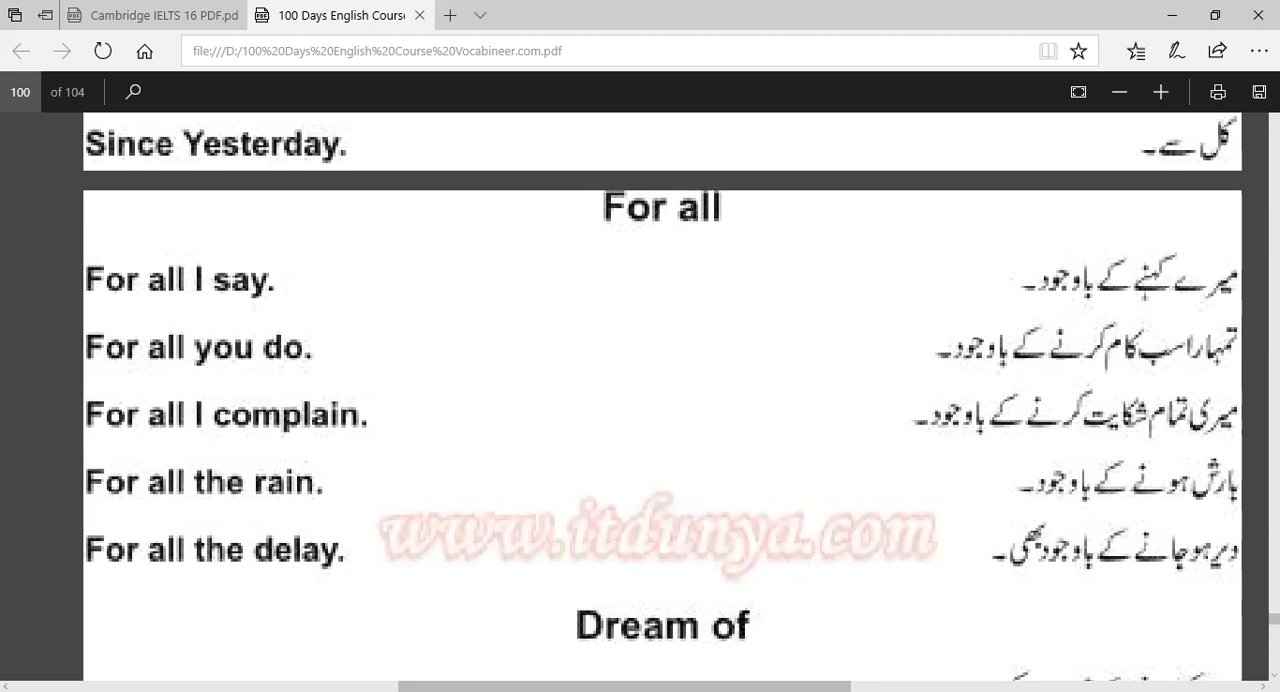 Cambridge IELTS 16 PDF.pd
100 Days English Cours
file:///D:/100%20Days%20English%20Course%20Vocabineer.com.pdf
100 of 104
Since Yesterday. کل سے۔
For all
For all I say. میرے کہنے کے باوجود۔
For all you do. تمہارا سب کام کرنے کے باوجود۔
For all I complain. میری تمام شکایت کرنے کے باوجود۔
For all the rain. بارش ہونے کے باوجود۔
For all the delay. دیر ہو جانے کے باوجود بھی۔
www.itdunya.com
Dream of